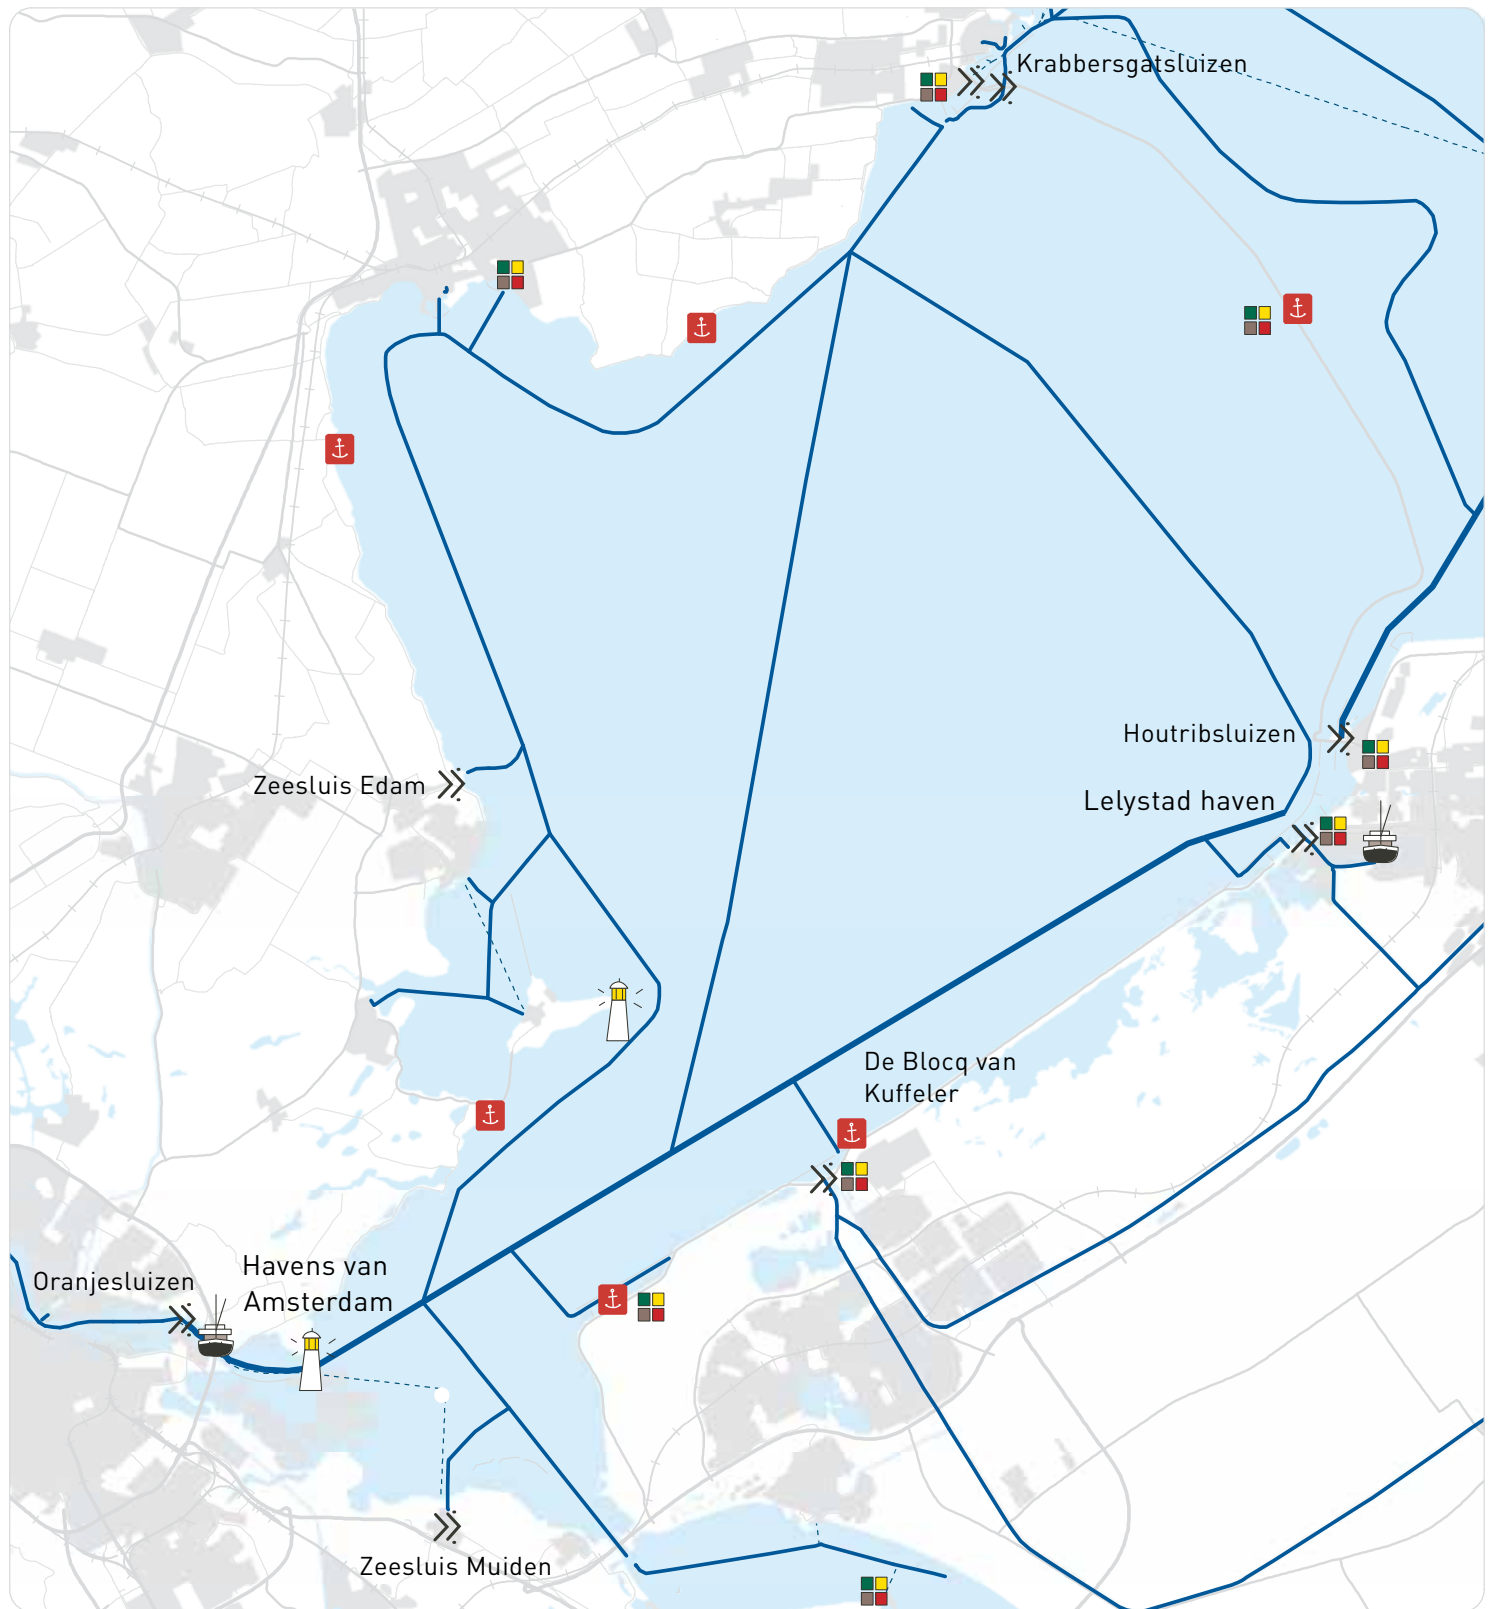 Krabbersgatsluizen
Houtribsluizen
Zeesluis Edam
Lelystad haven
De Blocq van
Kuffeler
Havens van
Amsterdam
Oranjesluizen
Zeesluis Muiden